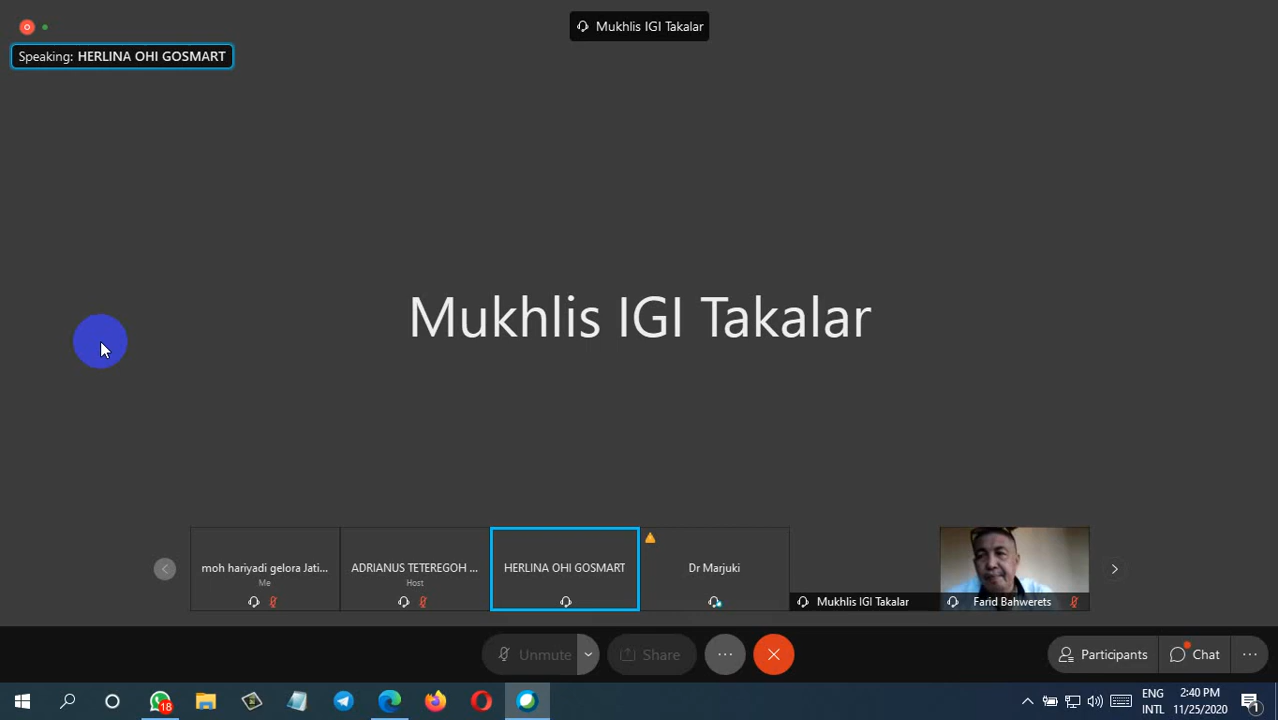 Mukhlis IGI Takalar
Speaking: HERLINA OHI GOSMART
Mukhlis IGI Takalar
moh hariyadi gelora Jati...
Me
ADRIANUS TETEREGOH ...
Host
HERLINA OHI GOSMART
Dr Marjuki
Mukhlis IGI Takalar
Farid Bahwerets
Unmute
Share
Participants
Chat
18
ENG
INTL
2:40 PM
11/25/2020
1